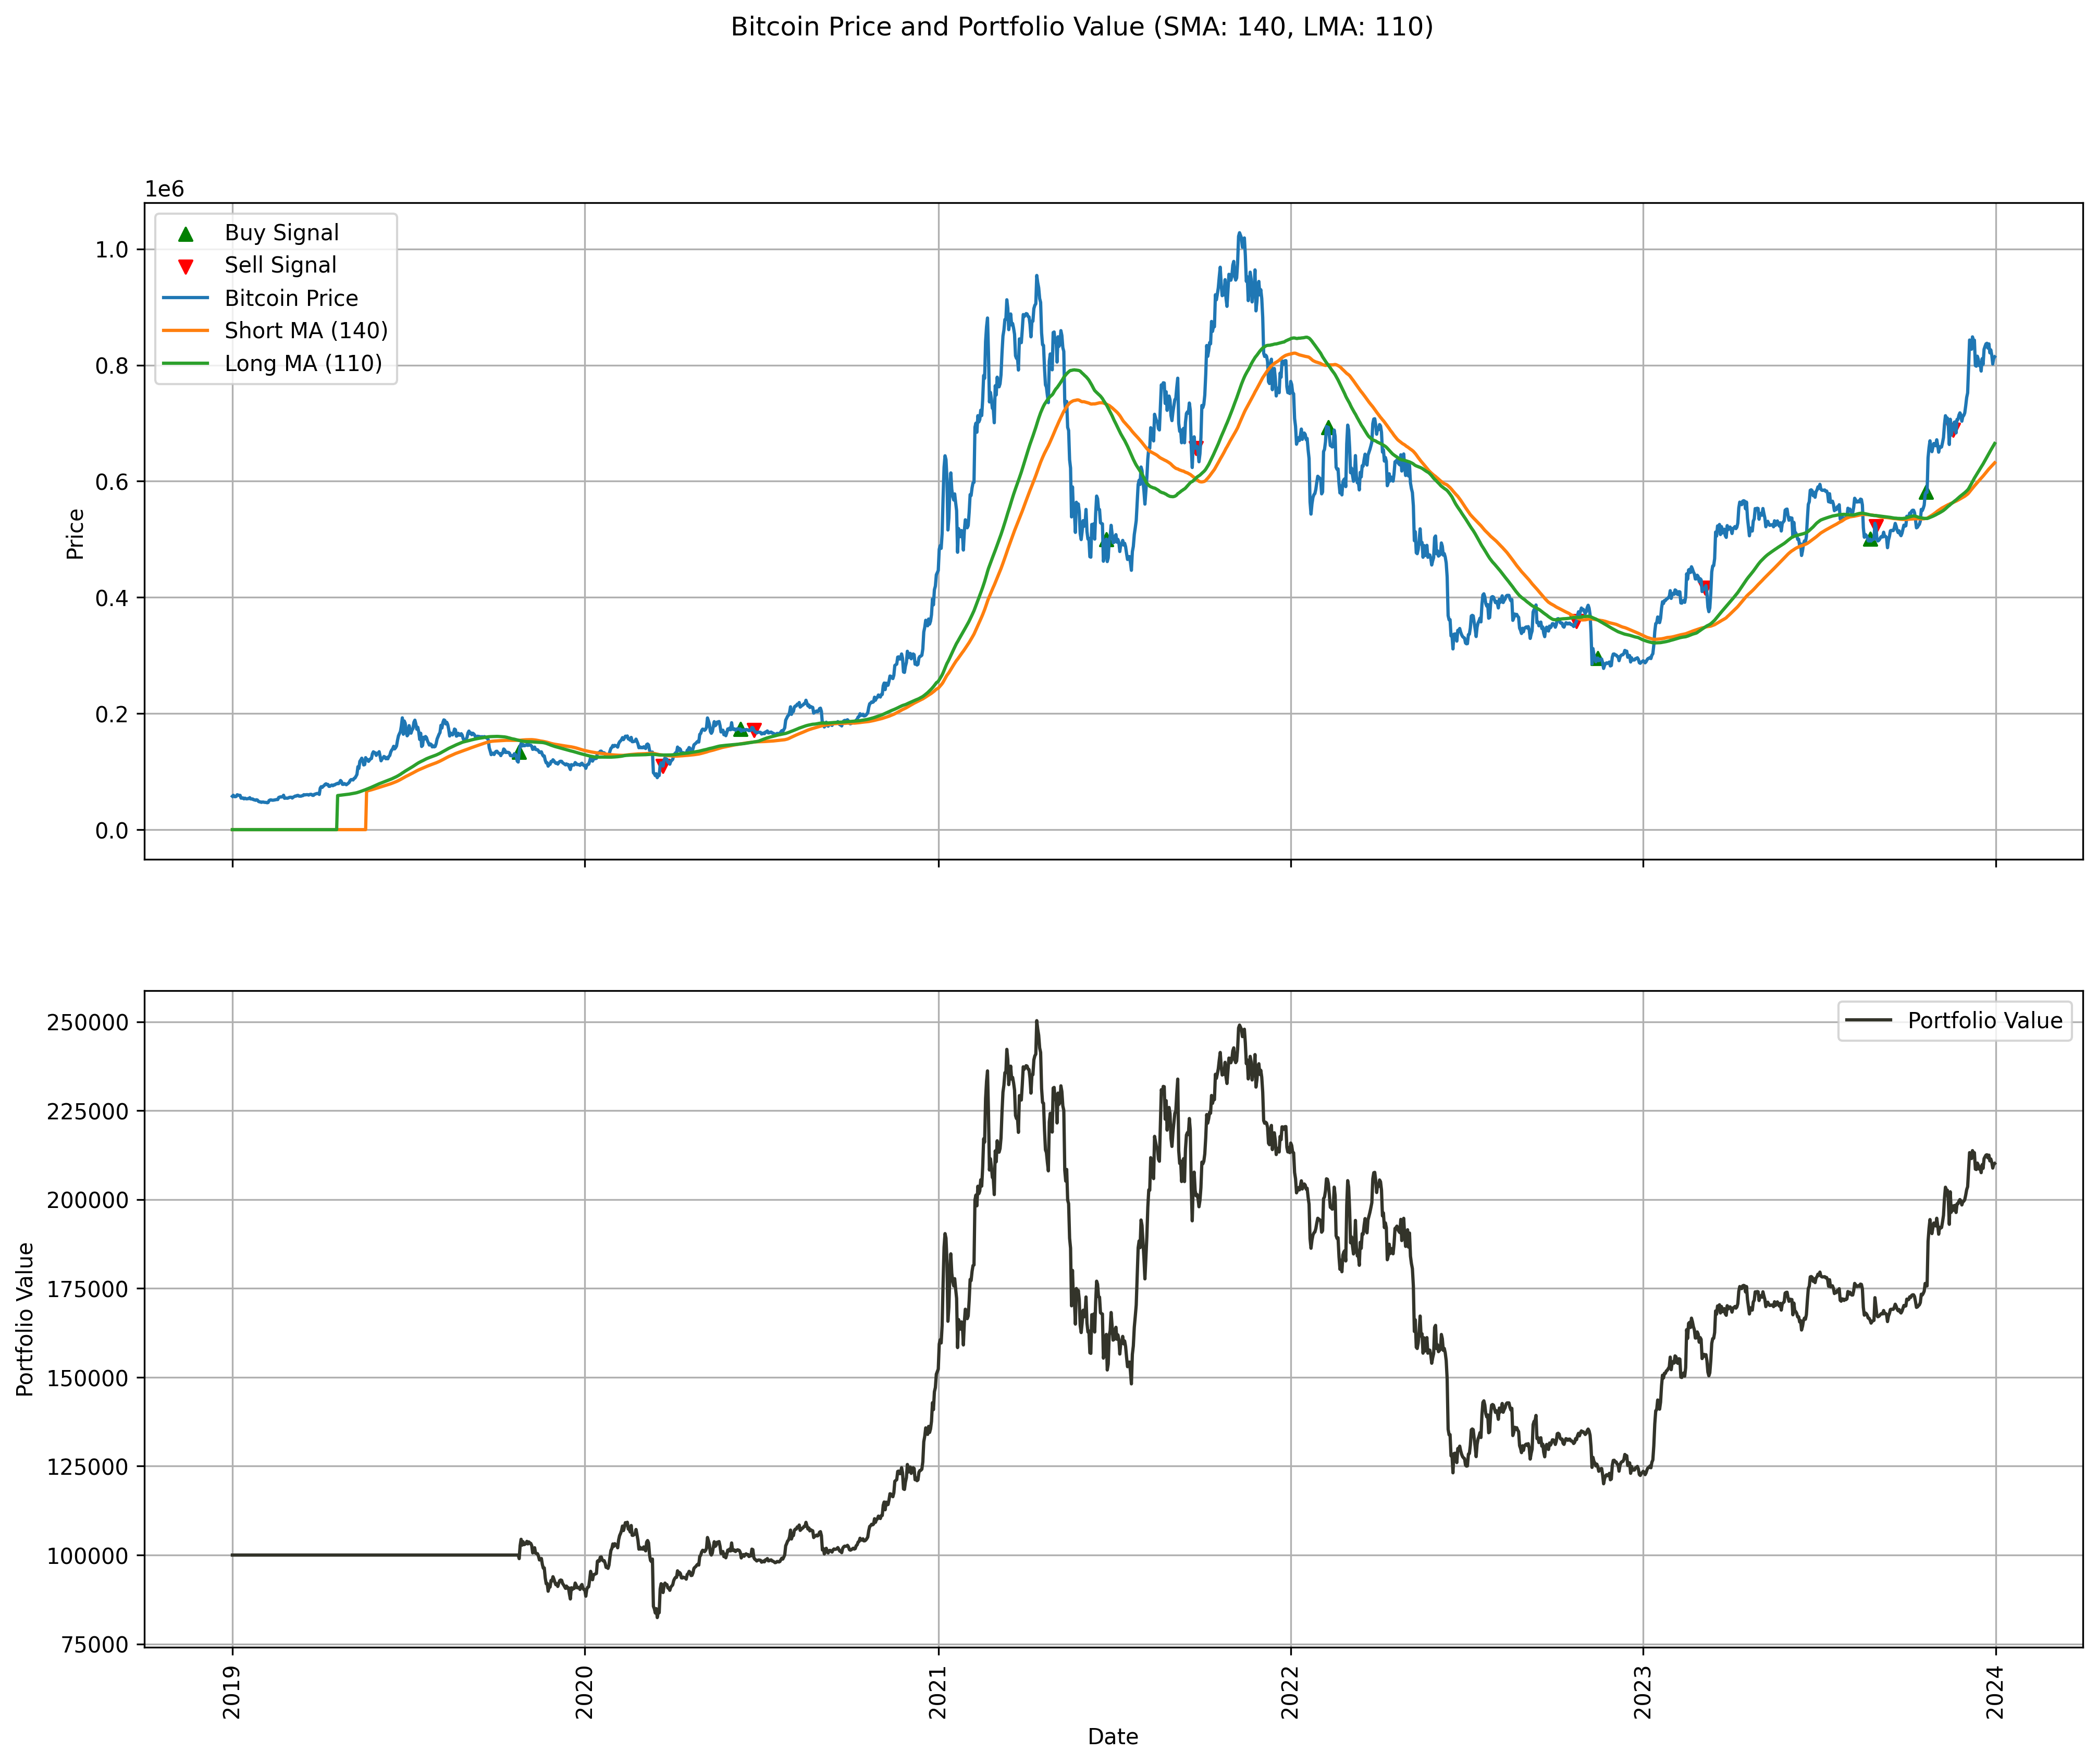 Bitcoin Price and Portfolio Value (SMA: 140, LMA: 110)
1e6
Buy Signal
Sell Signal
Bitcoin Price
Short MA (140)
Long MA (110)
1.0
0.8
0.6
0.4
0.2
0.0
Price
Portfolio Value
250000
225000
200000
175000
150000
125000
100000
75000
Portfolio Value
2019
2020
2021
2022
2023
2024
Date